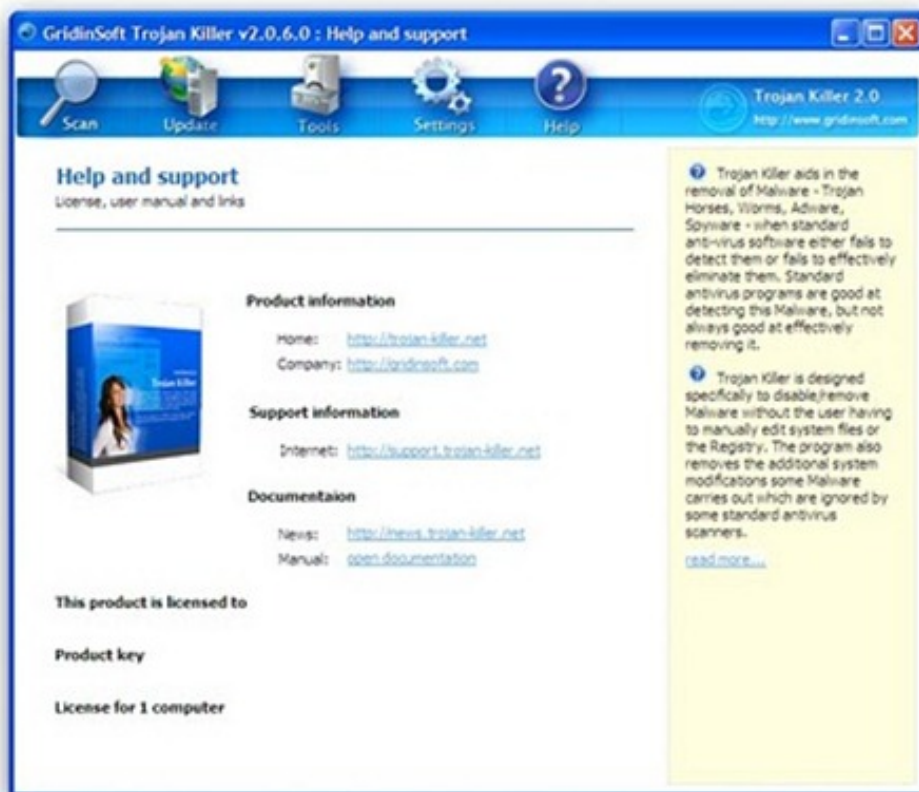 GridinSoft Trojan Killer v2.0.6.0 : Help and support
Scan
Update
Tools
Settings
Help
Trojan Killer 2.0
http://www.gridinsoft.com
Help and support
License, user manual and links
Trojan Killer
Product information
Home: http://trojan-killer.net
Company: http://gridinsoft.com
Support information
Internet: http://support.trojan-killer.net
Documentaion
News: http://news.trojan-killer.net
Manual: open documentation
This product is licensed to
Product key
License for 1 computer
Trojan Killer aids in the
removal of Malware - Trojan
Horses, Worms, Adware,
Spyware - when standard
anti-virus software either fails to
detect them or fails to effectively
eliminate them. Standard
antivirus programs are good at
detecting this Malware, but not
always good at effectively
removing it.
Trojan Killer is designed
specifically to disable/remove
Malware without the user having
to manually edit system files or
the Registry. The program also
removes the additional system
modifications some Malware
carries out which are ignored by
some standard antivirus
scanners.
read more...